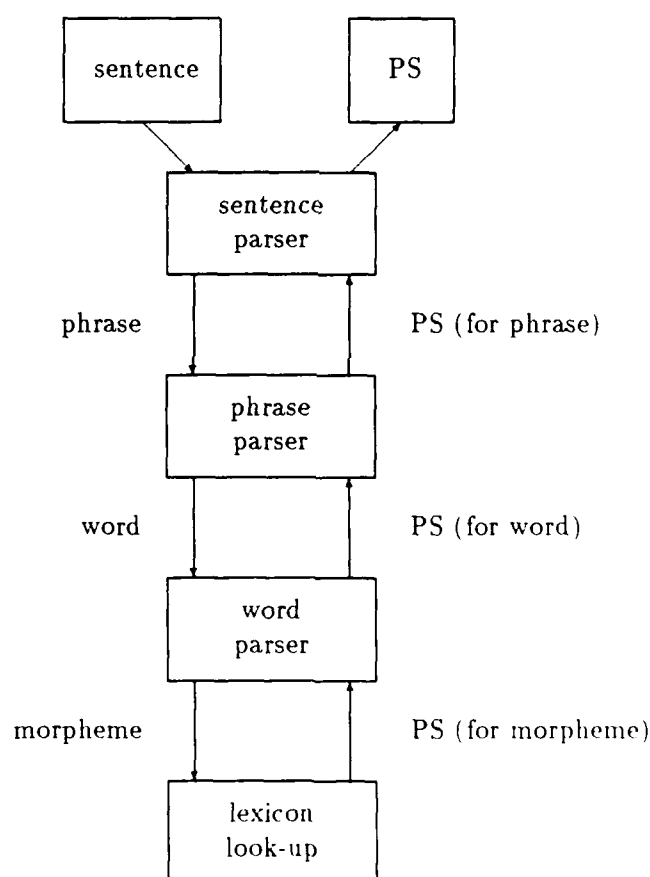 sentence
PS
sentence
parser
phrase
PS (for phrase)
phrase
parser
word
PS (for word)
word
parser
morpheme
PS (for morpheme)
lexicon
look-up